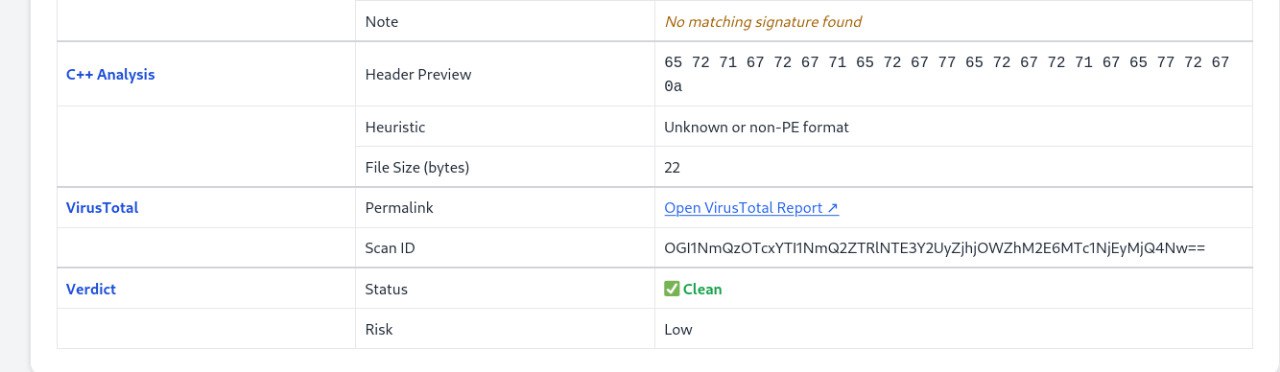 Note No matching signature found
C++ Analysis Header Preview 65 72 71 67 72 67 71 65 72 67 77 65 72 67 72 71 67 65 77 72 67
0a
Heuristic Unknown or non-PE format
File Size (bytes) 22
VirusTotal Permalink Open VirusTotal Report ↗
Scan ID OGI1NmQzOTcxYTI1NmQ2ZTRlNTE3Y2UyZjhjOWZhM2E6MTc1NjEyMjQ4Nw==
Verdict Status ✅ Clean
Risk Low